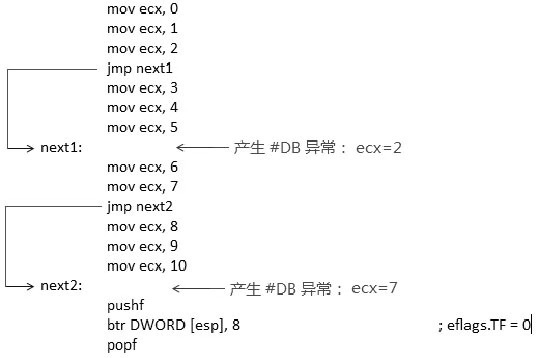 mov ecx, 0
mov ecx, 1
mov ecx, 2
jmp next1
mov ecx, 3
mov ecx, 4
mov ecx, 5
next1: 产生 #DB 异常： ecx=2
mov ecx, 6
mov ecx, 7
jmp next2
mov ecx, 8
mov ecx, 9
mov ecx, 10
next2: 产生 #DB 异常； ecx=7
pushf
btr DWORD [esp], 8 ; eflags.TF = 0
popf